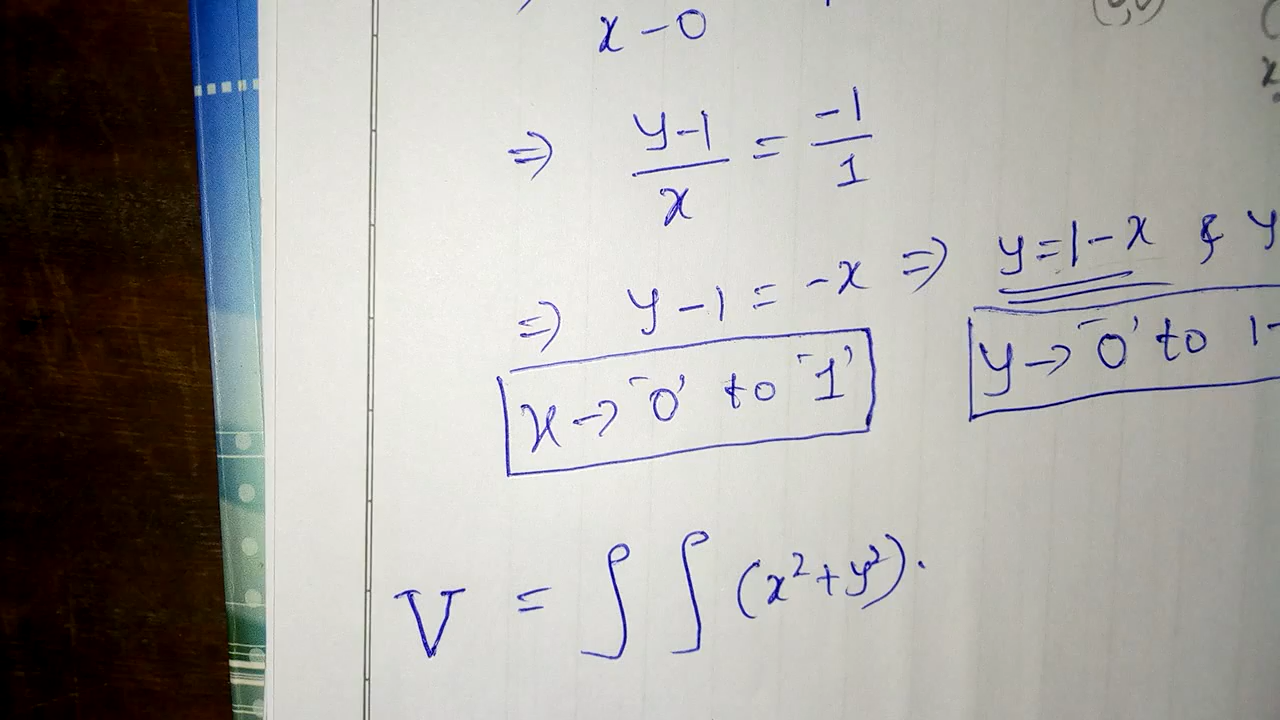 x - 0
⇒ y-1/x = -1/1
⇒ y-1 = -x ⇒ y=1-x & y
x → '0' to '1'
y → '0' to 1-
V = ∫ ∫ (x²+y²).